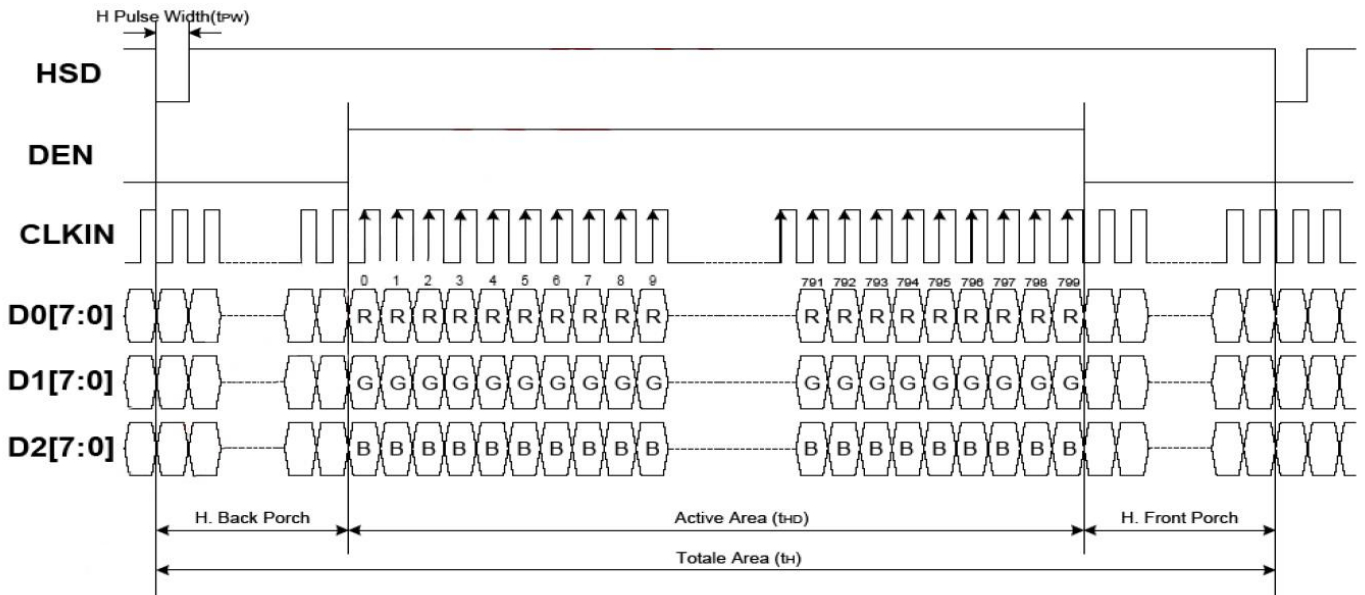 H Pulse Width(tPW)
HSD
DEN
CLKIN
0 1 2 3 4 5 6 7 8 9 791 792 793 794 795 796 797 798 799
D0[7:0] R R R R R R R R R R R R R R R R R R R
D1[7:0] G G G G G G G G G G G G G G G G G G G
D2[7:0] B B B B B B B B B B B B B B B B B B B
H. Back Porch Active Area (tHD) H. Front Porch
Totale Area (tH)